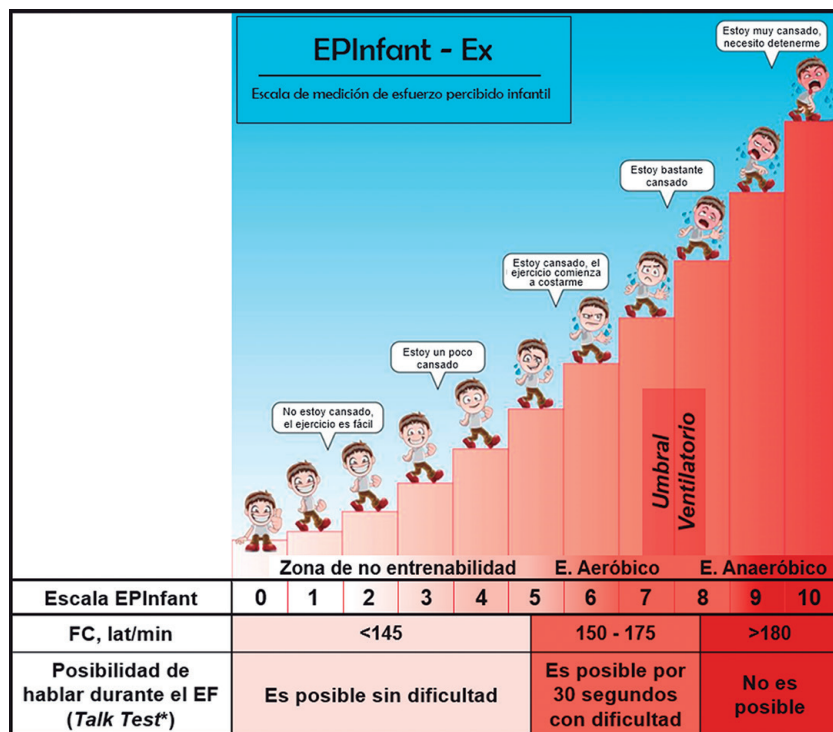 EPInfant - Ex
Escala de medición de esfuerzo percibido infantil
Estoy muy cansado,
necesito detenerme
Estoy bastante
cansado
Estoy cansado, el
ejercicio comienza
a costarme
Estoy un poco
cansado
No estoy cansado,
el ejercicio es fácil
Umbral
Ventilatorio
Zona de no entrenabilidad E. Aeróbico E. Anaeróbico
Escala EPInfant 0 1 2 3 4 5 6 7 8 9 10
FC, lat/min <145 150 - 175 >180
Posibilidad de
hablar durante el EF
(Talk Test*)
Es posible sin dificultad
Es posible por
30 segundos
con dificultad
No es
posible